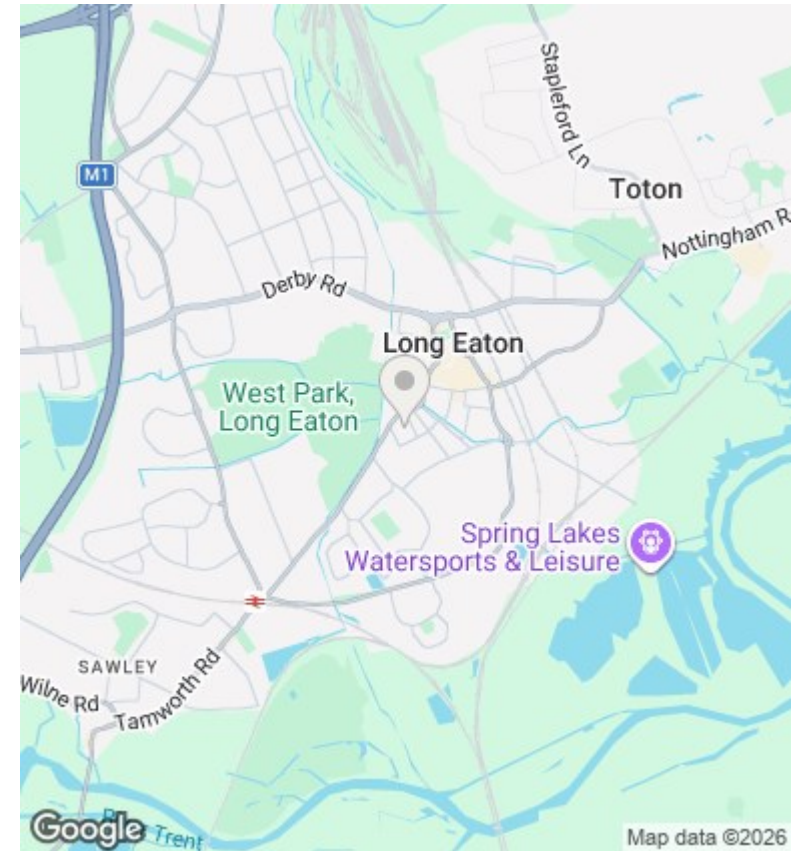 Stapleford Ln
M1
Toton
Nottingham R
Derby Rd
Long Eaton
West Park,
Long Eaton
Spring Lakes
Watersports & Leisure
SAWLEY
Wilne Rd
Tamworth Rd
River Trent
Google
Map data ©2026